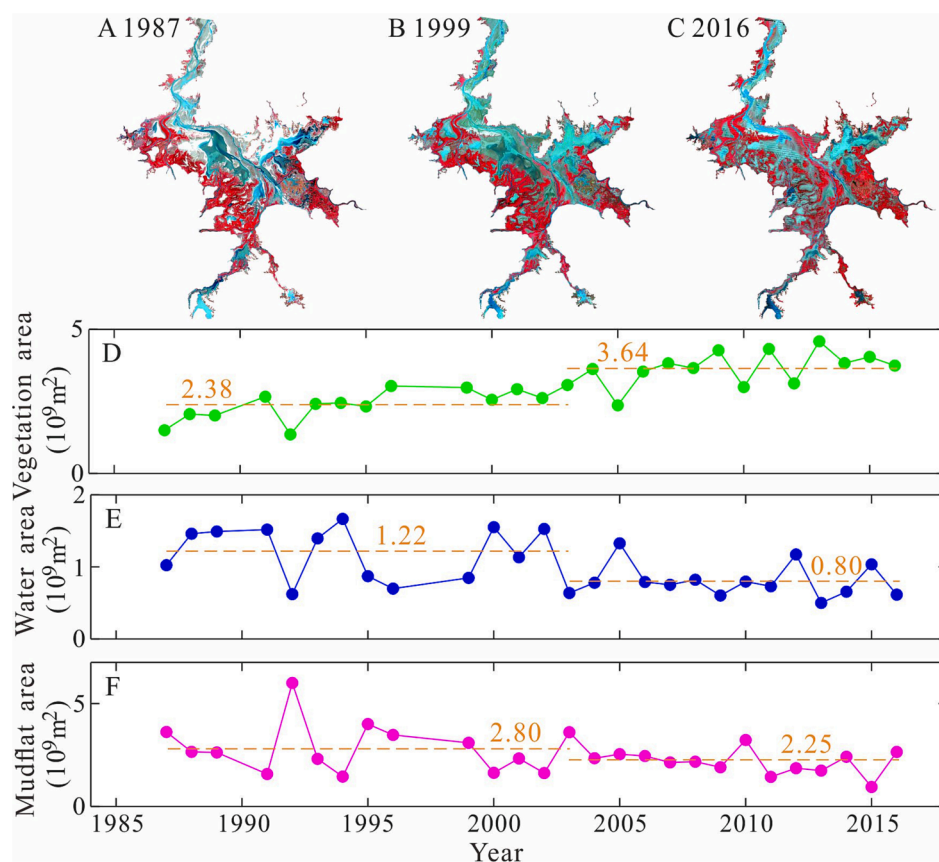 A 1987
B 1999
C 2016
Vegetation area
(10⁹m²)
5
0
D
2.38
3.64
Water area
(10⁹m²)
2
1
0
E
1.22
0.80
Mudflat area
(10⁹m²)
5
0
F
2.80
2.25
1985 1990 1995 2000 2005 2010 2015
Year